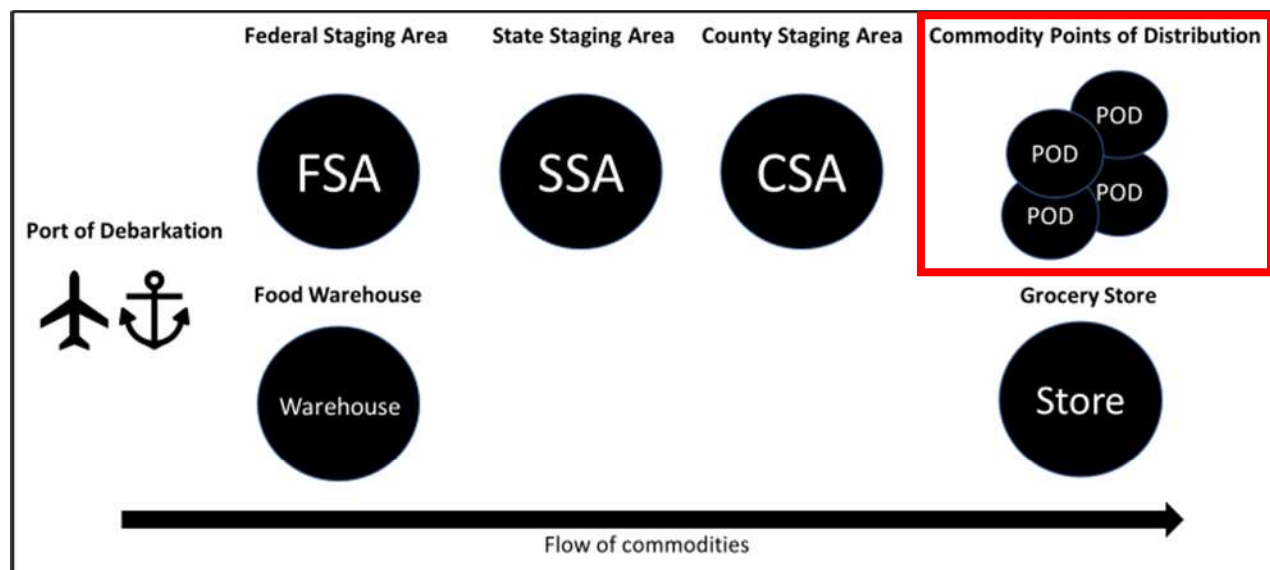 Federal Staging Area
State Staging Area
County Staging Area
Commodity Points of Distribution
FSA
SSA
CSA
POD
POD
POD
POD
Port of Debarkation
Food Warehouse
Grocery Store
Warehouse
Store
Flow of commodities